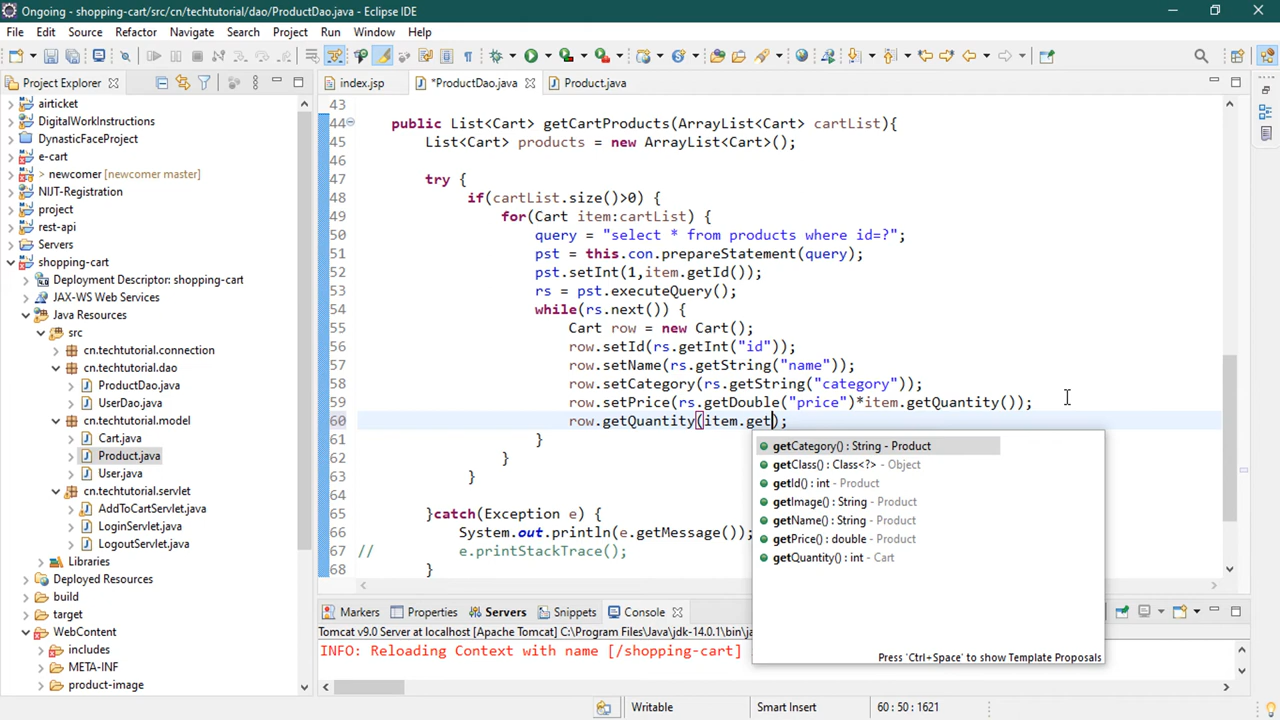 Ongoing - shopping-cart/src/cn/techtutorial/dao/ProductDao.java - Eclipse IDE
File Edit Source Refactor Navigate Search Project Run Window Help
Project Explorer
index.jsp *ProductDao.java Product.java
airticket
DigitalWorkInstructions
DynasticFaceProject
e-cart
> newcomer [newcomer master]
NIJT-Registration
project
rest-api
Servers
shopping-cart
Deployment Descriptor: shopping-cart
JAX-WS Web Services
Java Resources
src
cn.techtutorial.connection
cn.techtutorial.dao
ProductDao.java
UserDao.java
cn.techtutorial.model
Cart.java
Product.java
User.java
cn.techtutorial.servlet
AddToCartServlet.java
LoginServlet.java
LogoutServlet.java
Libraries
Deployed Resources
build
target
WebContent
includes
META-INF
product-image
43
44 public List<Cart> getCartProducts(ArrayList<Cart> cartList){
45 List<Cart> products = new ArrayList<Cart>();
46
47 try {
48 if(cartList.size()>0) {
49 for(Cart item:cartList) {
50 query = "select * from products where id=?";
51 pst = this.con.prepareStatement(query);
52 pst.setInt(1,item.getId());
53 rs = pst.executeQuery();
54 while(rs.next()) {
55 Cart row = new Cart();
56 row.setId(rs.getInt("id"));
57 row.setName(rs.getString("name"));
58 row.setCategory(rs.getString("category"));
59 row.setPrice(rs.getDouble("price")*item.getQuantity());
60 row.getQuantity(item.get);
61 }
62 }
63 }
64
65 }catch(Exception e) {
66 System.out.println(e.getMessage());
67 // e.printStackTrace();
68 }
getCategory() : String - Product
getClass() : Class<?> - Object
getId() : int - Product
getImage() : String - Product
getName() : String - Product
getPrice() : double - Product
getQuantity() : int - Cart
Press 'Ctrl+Space' to show Template Proposals
Markers Properties Servers Snippets Console
Tomcat v9.0 Server at localhost [Apache Tomcat] C:\Program Files\Java\jdk-14.0.1\bin\ja
INFO: Reloading Context with name [/shopping-cart]
Writable Smart Insert 60 : 50 : 1621